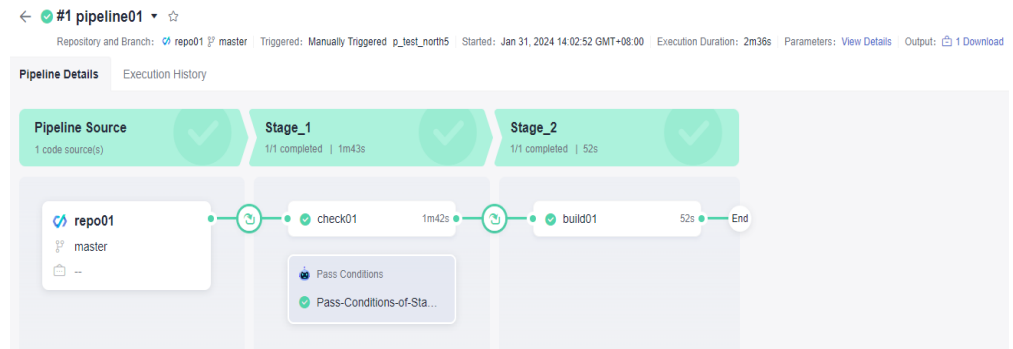 #1 pipeline01
Repository and Branch: repo01 master Triggered: Manually Triggered p_test_north5 Started: Jan 31, 2024 14:02:52 GMT+08:00 Execution Duration: 2m36s Parameters: View Details Output: 1 Download
Pipeline Details Execution History
Pipeline Source Stage_1 Stage_2
1 code source(s) 1/1 completed | 1m43s 1/1 completed | 52s
repo01 check01 1m42s build01 52s End
master
--
Pass Conditions
Pass-Conditions-of-Sta...